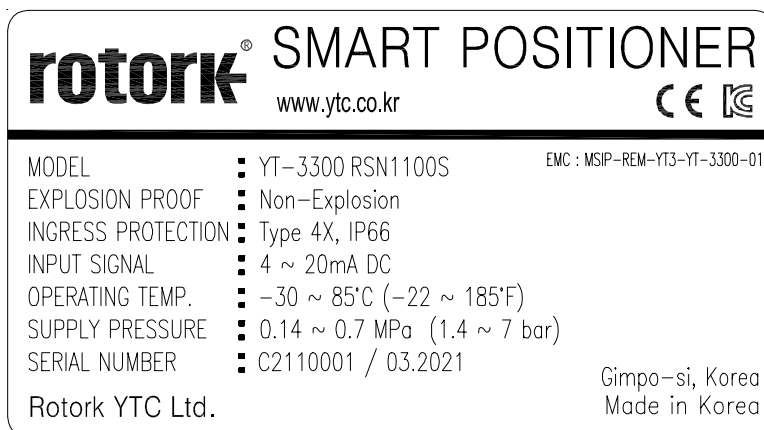 rotork® SMART POSITIONER
www.ytc.co.kr
EMC : MSIP-REM-YT3-YT-3300-01
MODEL : YT-3300 RSN1100S
EXPLOSION PROOF : Non-Explosion
INGRESS PROTECTION : Type 4X, IP66
INPUT SIGNAL : 4 ~ 20mA DC
OPERATING TEMP. : -30 ~ 85°C (-22 ~ 185°F)
SUPPLY PRESSURE : 0.14 ~ 0.7 MPa (1.4 ~ 7 bar)
SERIAL NUMBER : C2110001 / 03.2021
Rotork YTC Ltd.
Gimpo-si, Korea
Made in Korea